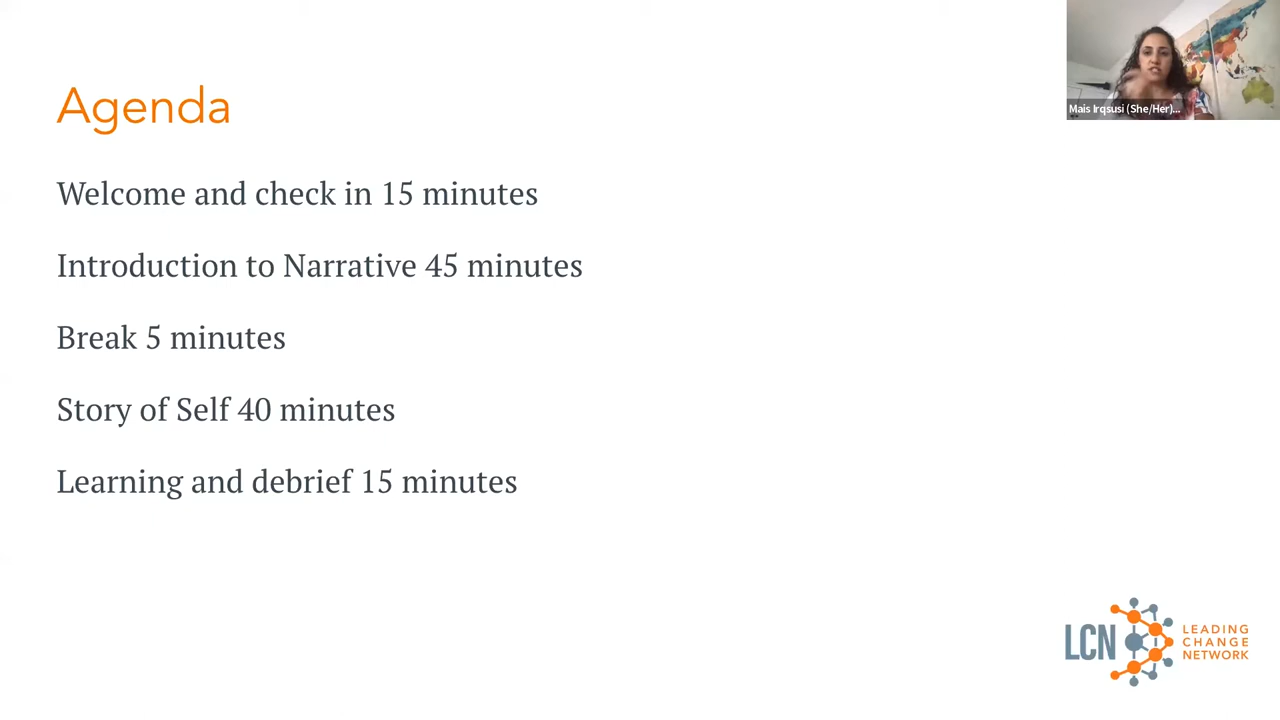 Agenda
Mais Irqsusi (She/Her)...
Welcome and check in 15 minutes
Introduction to Narrative 45 minutes
Break 5 minutes
Story of Self 40 minutes
Learning and debrief 15 minutes
LCN
LEADING
CHANGE
NETWORK